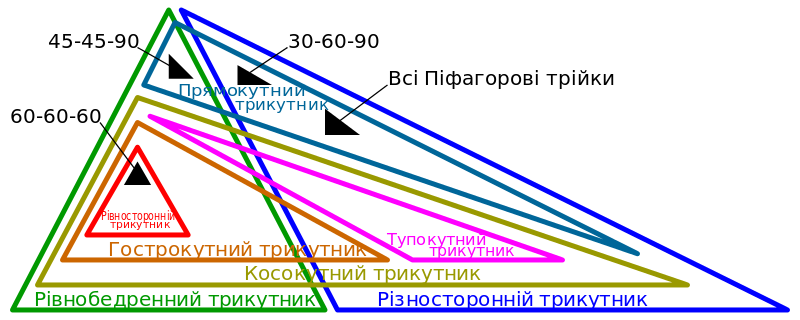 45-45-90
30-60-90
Всі Піфагорові трійки
Прямокутний
трикутник
60-60-60
Рівносторонній
трикутник
Тупокутний
трикутник
Гострокутний трикутник
Косокутний трикутник
Рівнобедренний трикутник
Різносторонній трикутник